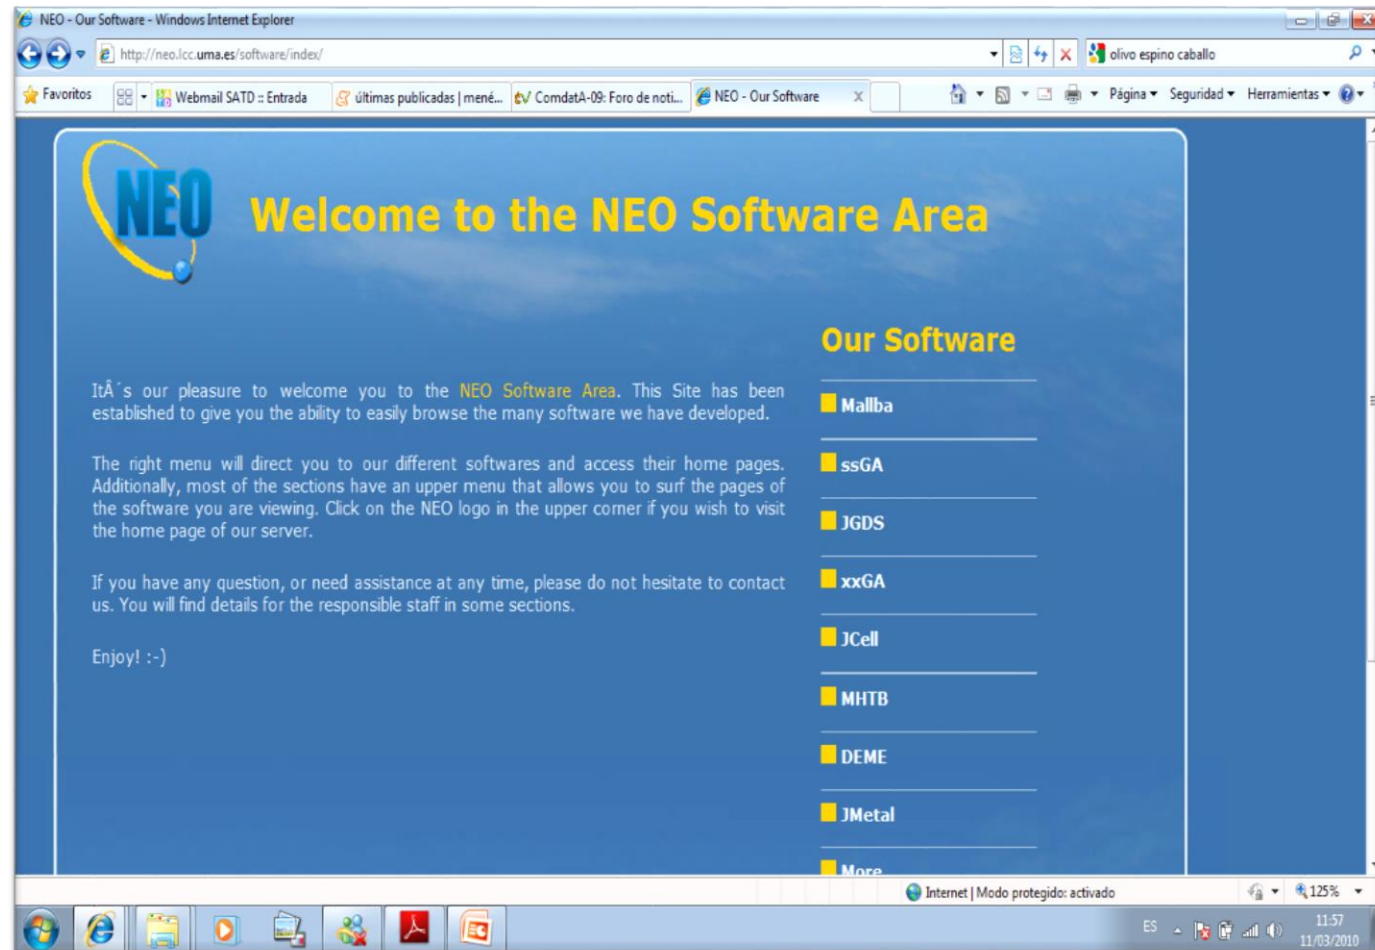 NEO - Our Software - Windows Internet Explorer
http://neo.lcc.uma.es/software/index/
olivo espino caballo
Favoritos
Webmail SATD :: Entrada
últimas publicadas | mené...
ComdatA-09: Foro de noti...
NEO - Our Software
Página
Seguridad
Herramientas
NEO
Welcome to the NEO Software Area
ItÂ´s our pleasure to welcome you to the NEO Software Area. This Site has been
established to give you the ability to easily browse the many software we have developed.
The right menu will direct you to our different softwares and access their home pages.
Additionally, most of the sections have an upper menu that allows you to surf the pages of
the software you are viewing. Click on the NEO logo in the upper corner if you wish to visit
the home page of our server.
If you have any question, or need assistance at any time, please do not hesitate to contact
us. You will find details for the responsible staff in some sections.
Enjoy! :-)
Our Software
Mallba
ssGA
JGDS
xxGA
JCell
MHTB
DEME
JMetal
More
Internet | Modo protegido: activado
125%
ES
11:57
11/03/2010